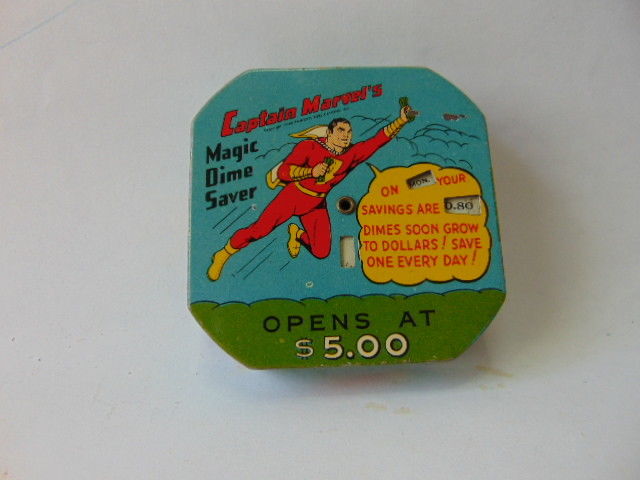 Captain Marvel's
Magic
Dime
Saver
ON MON. YOUR
SAVINGS ARE 0.80
DIMES SOON GROW
TO DOLLARS! SAVE
ONE EVERY DAY!
OPENS AT
$5.00